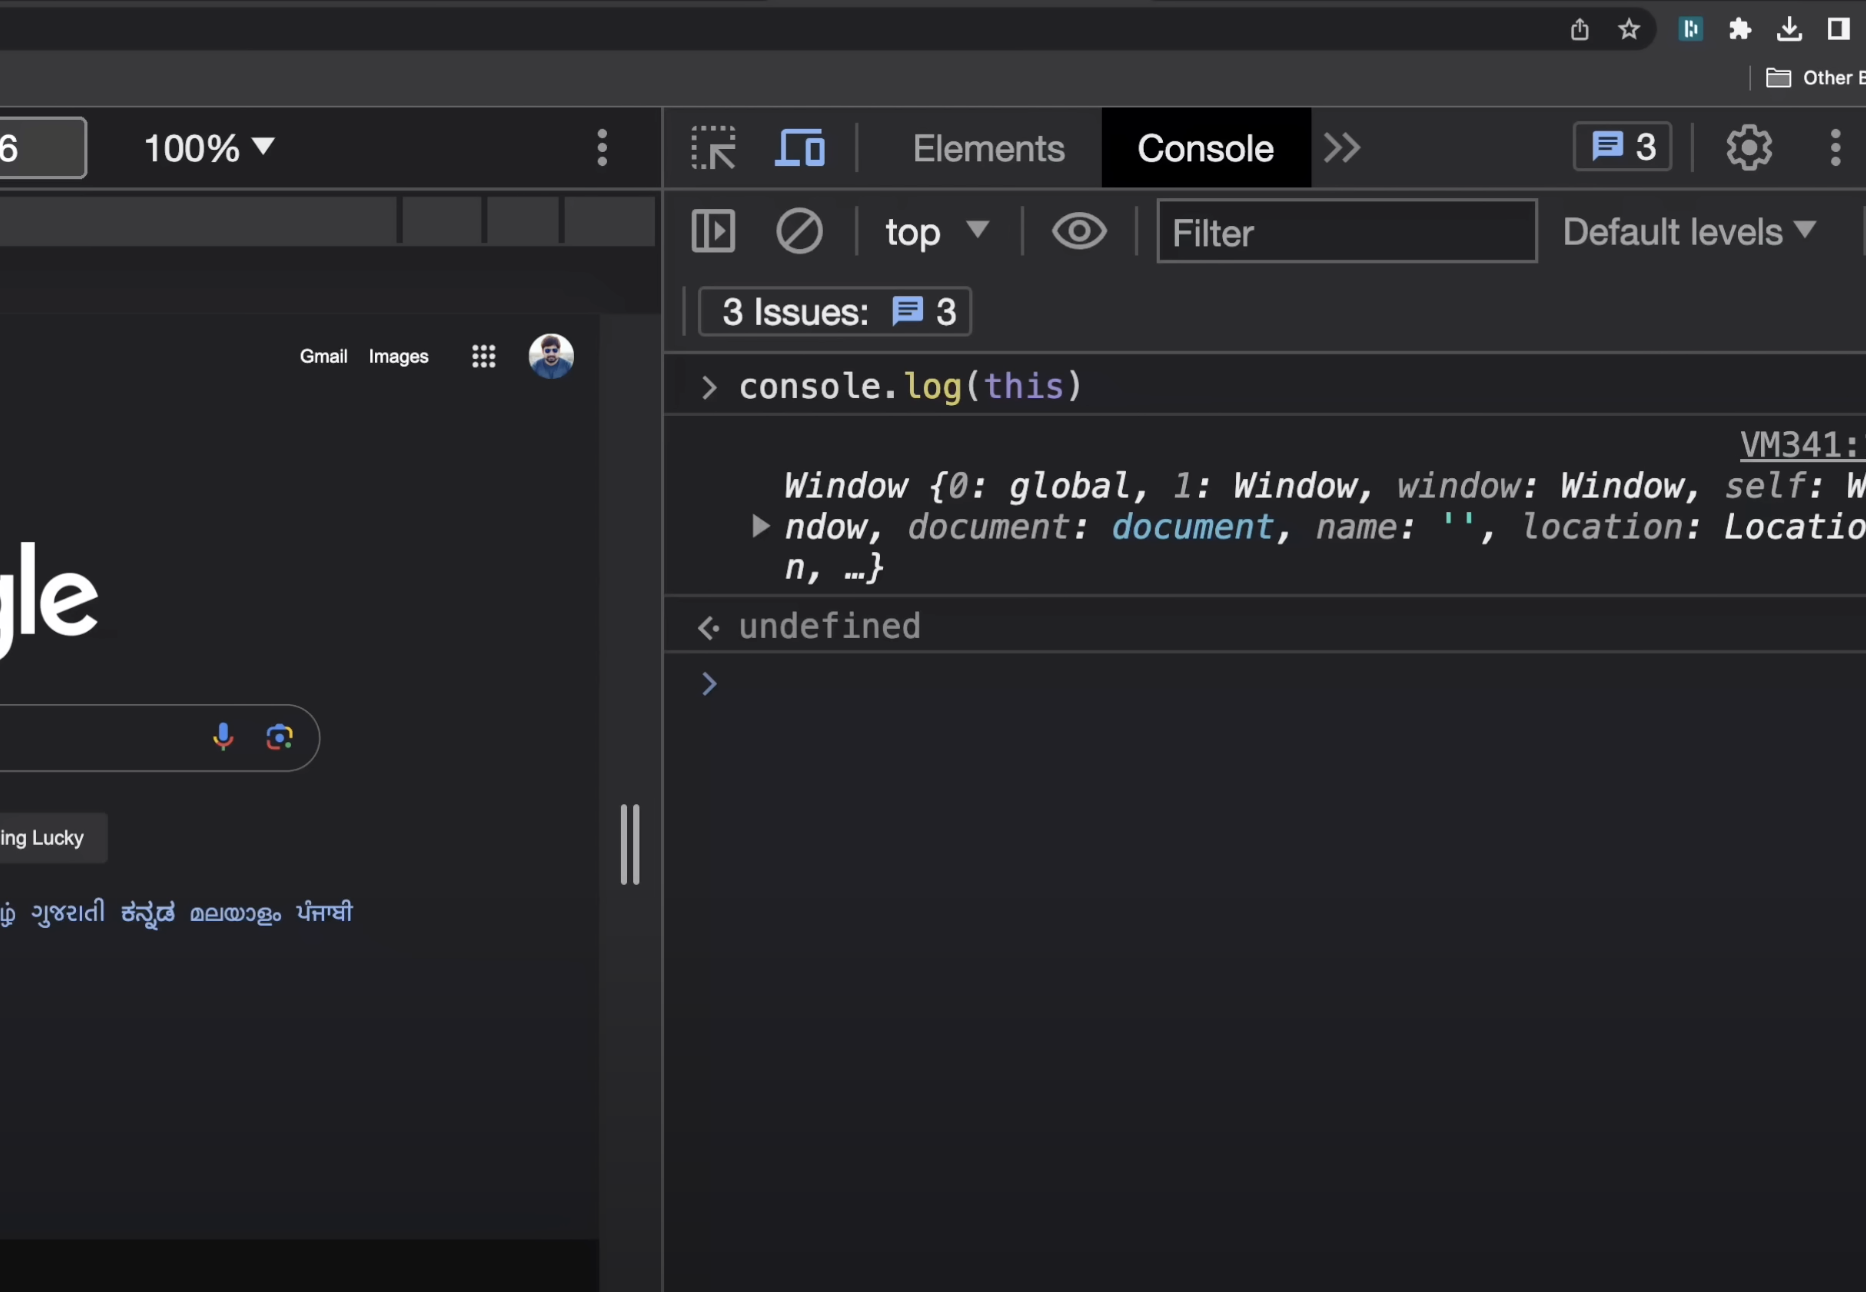 Other
6
100%
Elements
Console
3
top
Filter
Default levels
3 Issues: 3
Gmail
Images
console.log(this)
VM341:
Window {0: global, 1: Window, window: Window, self: W
ndow, document: document, name: '', location: Locatio
n, …}
gle
undefined
ing Lucky
ગુજરાતી ಕನ್ನಡ മലയാളം ਪੰਜਾਬੀ